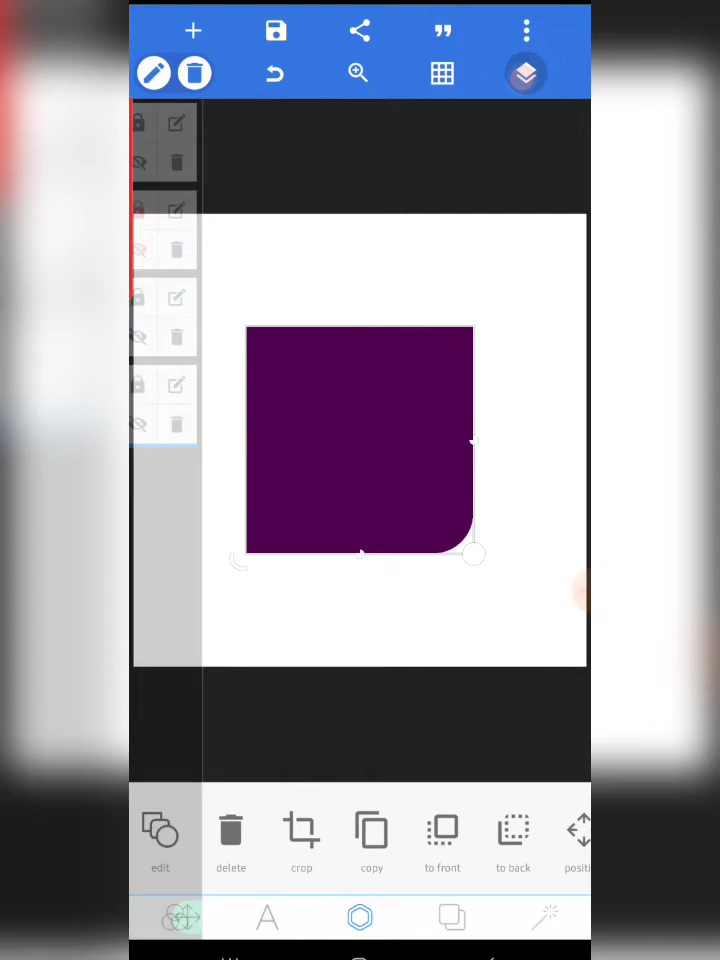 edit
delete
crop
copy
to front
to back
positi